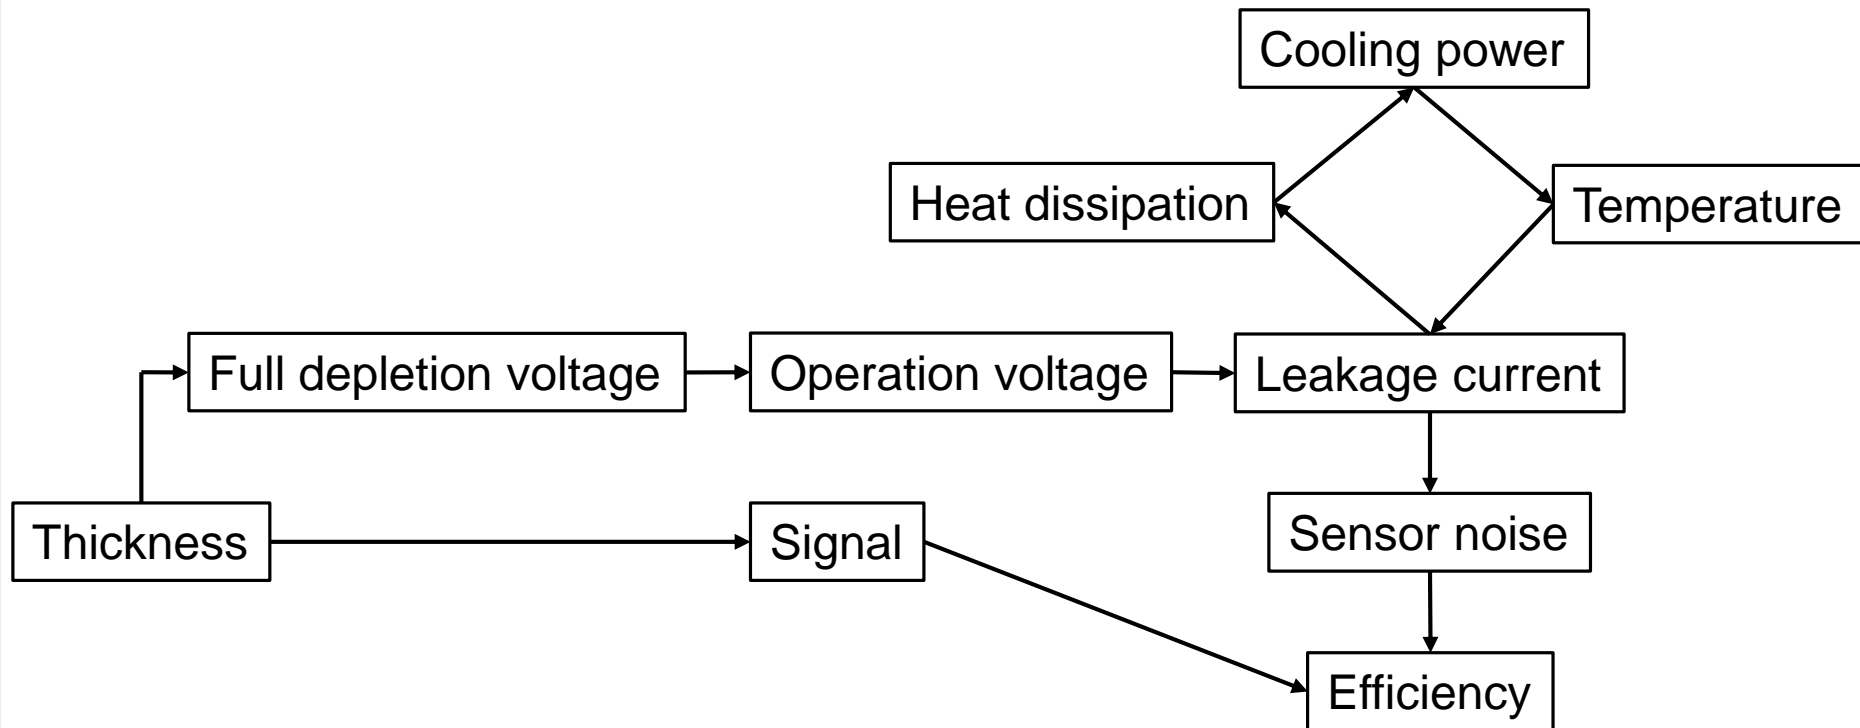 Cooling power
Heat dissipation
Temperature
Full depletion voltage
Operation voltage
Leakage current
Thickness
Signal
Sensor noise
Efficiency